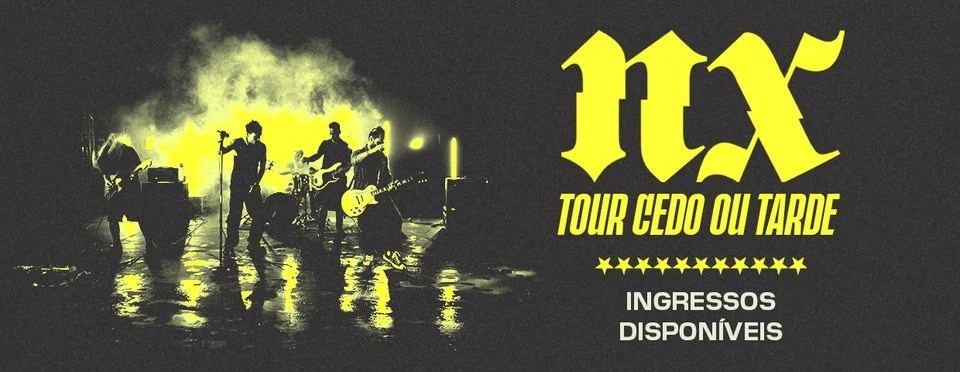 nx
TOUR CEDO OU TARDE
INGRESSOS
DISPONÍVEIS